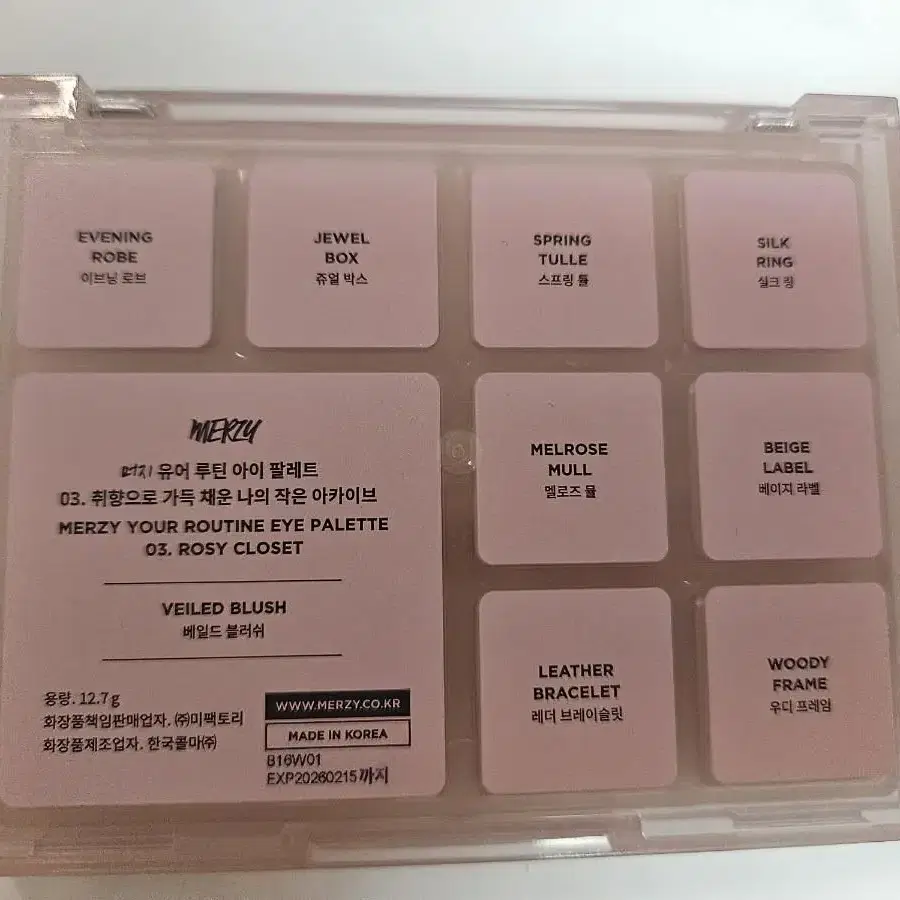 EVENING
ROBE
이브닝 로브
JEWEL
BOX
쥬얼 박스
SPRING
TULLE
스프링 튤
SILK
RING
실크 링
MERZY
머지 유어 루틴 아이 팔레트
03. 취향으로 가득 채운 나의 작은 아카이브
MERZY YOUR ROUTINE EYE PALETTE
03. ROSY CLOSET
VEILED BLUSH
베일드 블러쉬
용량. 12.7g
화장품책임판매업자. ㈜미팩토리
화장품제조업자. 한국콜마㈜
WWW.MERZY.CO.KR
MADE IN KOREA
B16W01
EXP20260215까지
MELROSE
MULL
멜로즈 뮬
BEIGE
LABEL
베이지 라벨
LEATHER
BRACELET
레더 브레이슬릿
WOODY
FRAME
우디 프레임